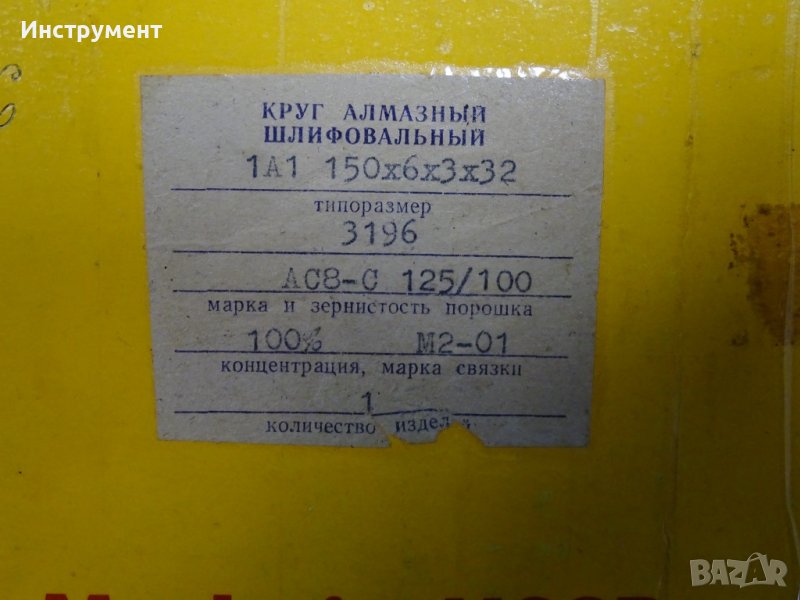 Инструмент
КРУГ АЛМАЗНЫЙ
ШЛИФОВАЛЬНЫЙ
1А1 150х6х3х32
типоразмер
3196
АС8-С 125/100
марка и зернистость порошка
100% М2-01
концентрация, марка связки
1
количество
BAZAR